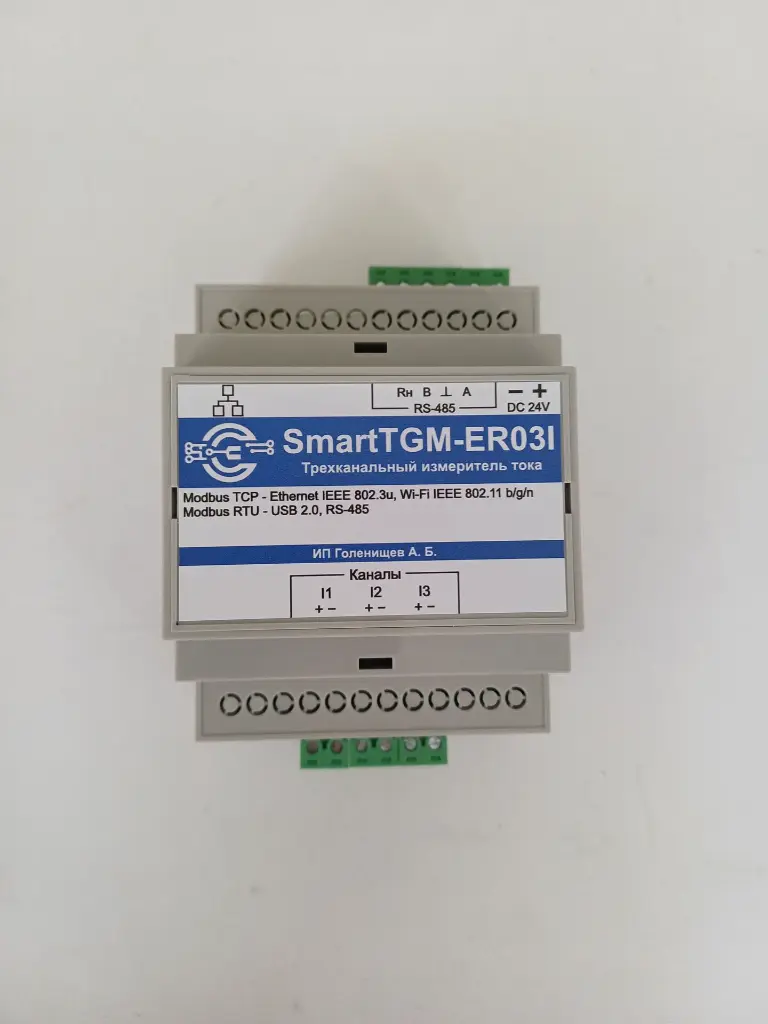 Rн B ⊥ A
RS-485
− +
DC 24V
SmartTGM-ER03I
Трехканальный измеритель тока
Modbus TCP - Ethernet IEEE 802.3u, Wi-Fi IEEE 802.11 b/g/n
Modbus RTU - USB 2.0, RS-485
ИП Голенищев А. Б.
Каналы
I1 I2 I3
+ − + − + −